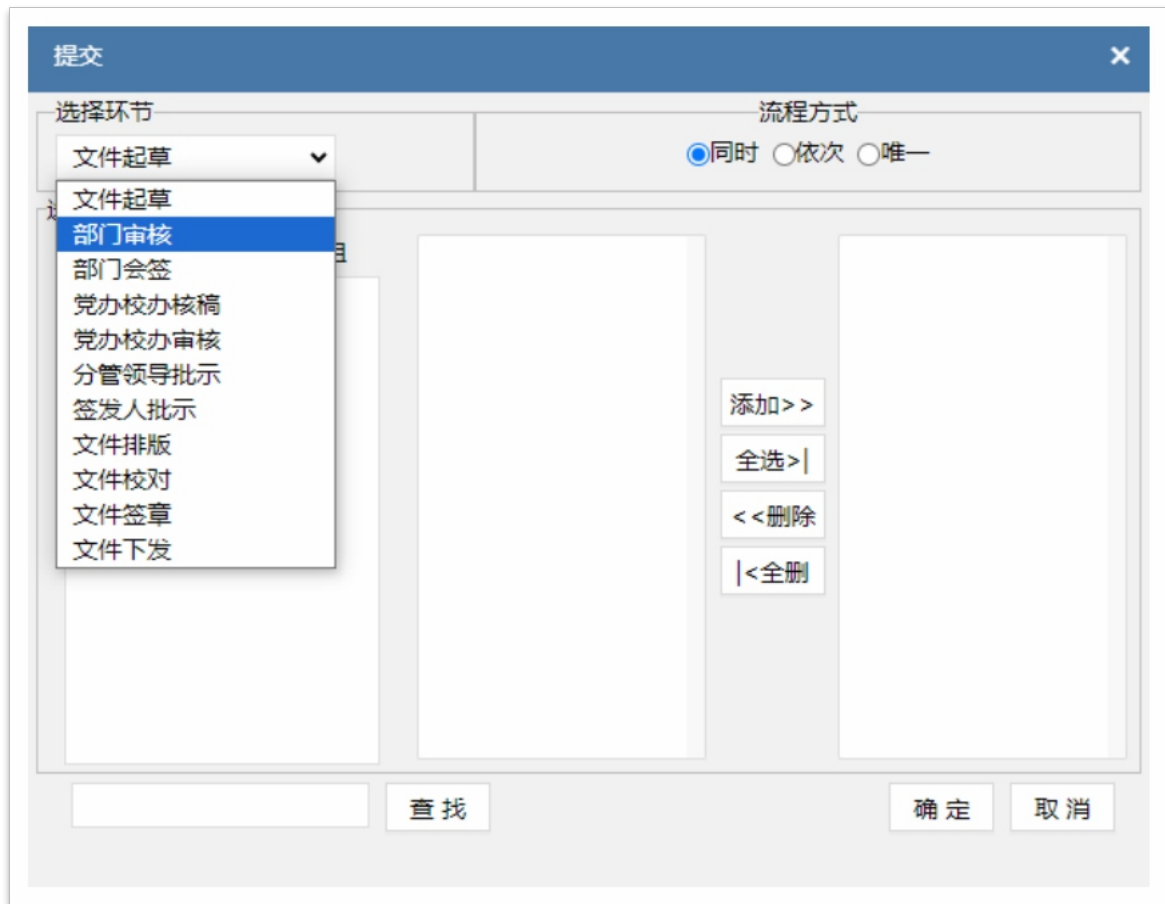 提交
选择环节
流程方式
文件起草
同时 依次 唯一
文件起草
部门审核
部门会签
党办校办核稿
党办校办审核
分管领导批示
签发人批示
文件排版
文件校对
文件签章
文件下发
添加>>
全选>|
<<删除
|<全删
查 找
确 定
取 消